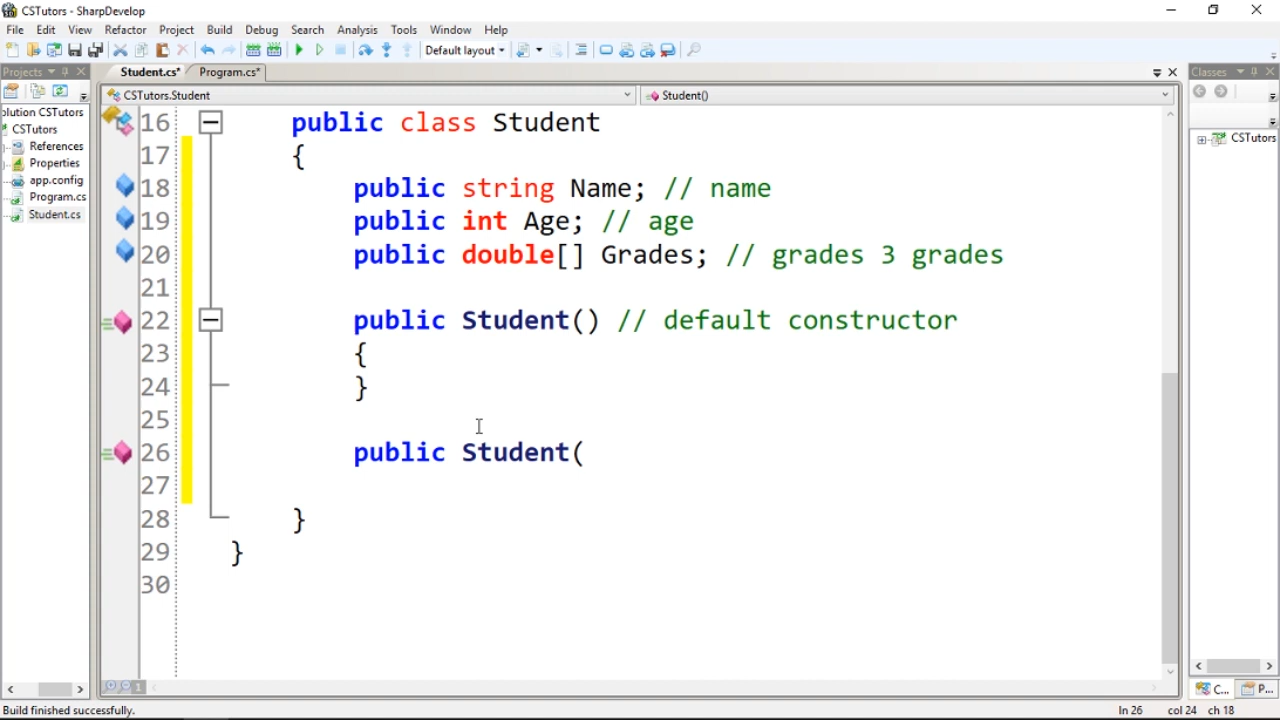 CSTutors - SharpDevelop
File Edit View Refactor Project Build Debug Search Analysis Tools Window Help
Default layout
Projects
Student.cs* Program.cs*
Classes
CSTutors.Student
Student()
olution CSTutors
CSTutors
References
Properties
app.config
Program.cs
Student.cs
16 public class Student
17 {
18 public string Name; // name
19 public int Age; // age
20 public double[] Grades; // grades 3 grades
21
22 public Student() // default constructor
23 {
24 }
25
26 public Student(
27
28 }
29 }
30
CSTutors
1
C... P...
Build finished successfully.
ln 26 col 24 ch 18